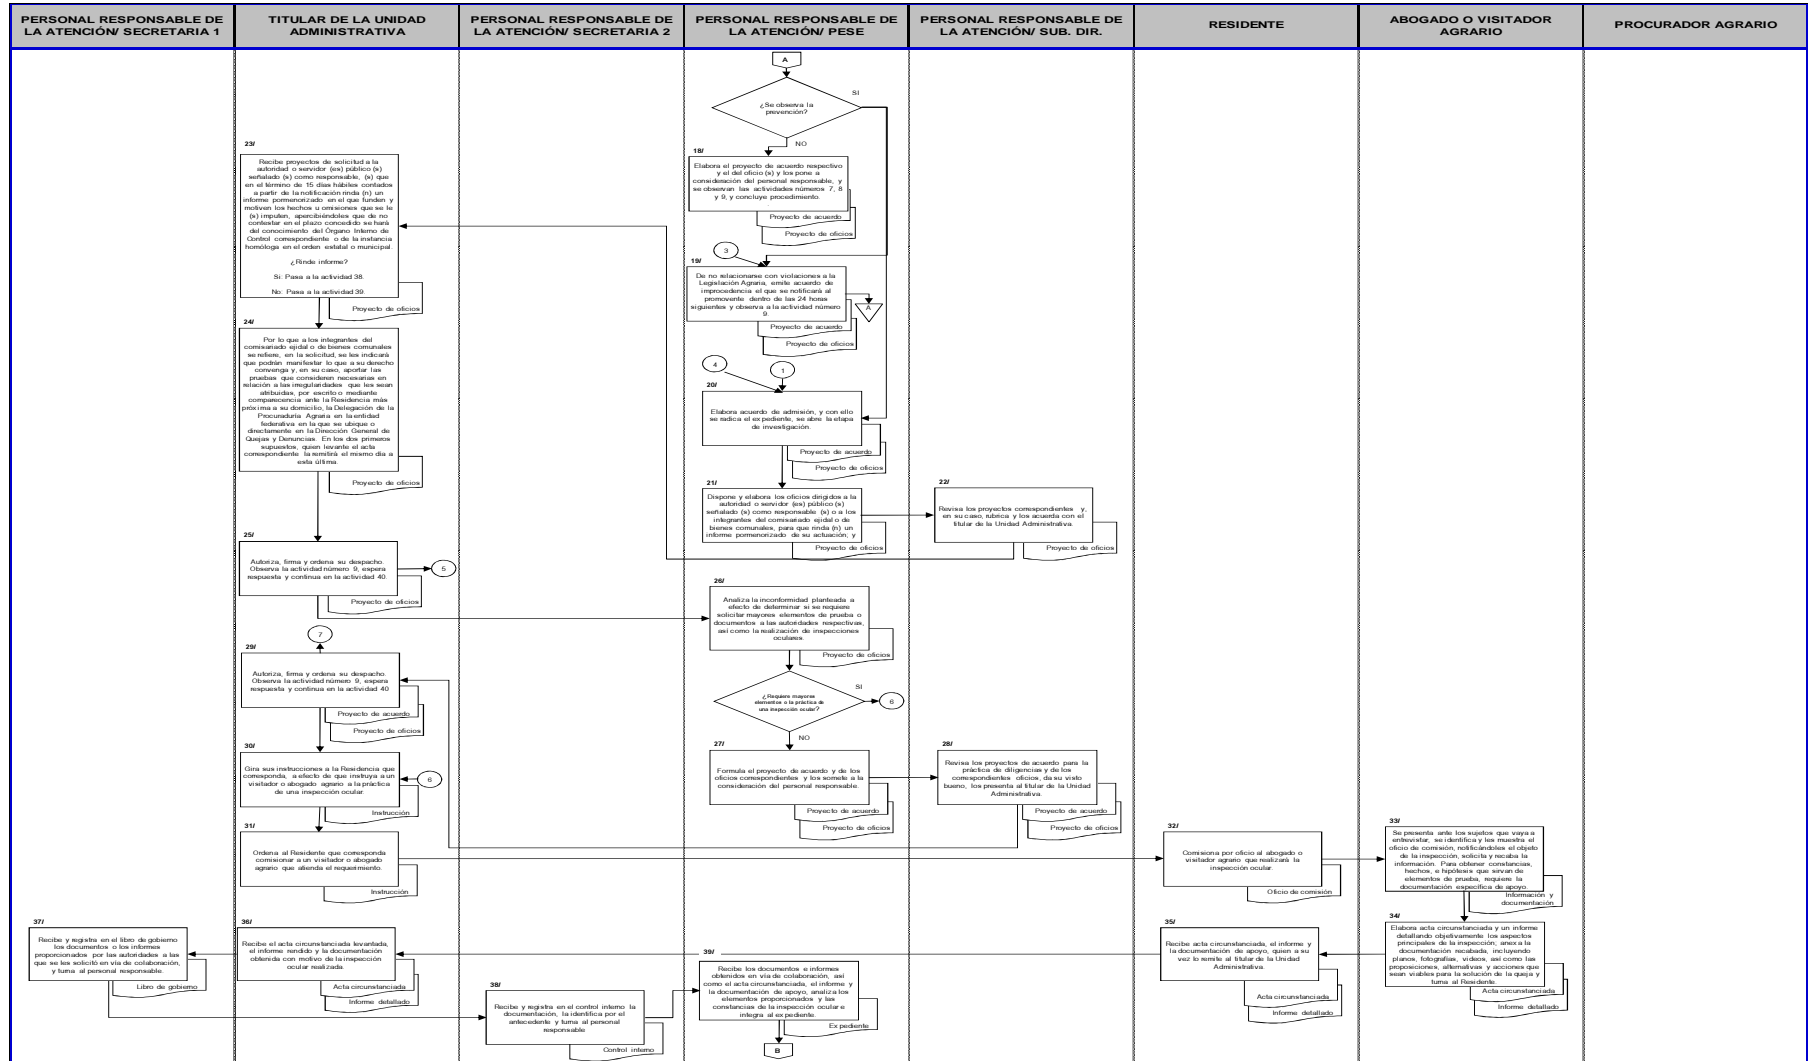 PERSONAL RESPONSABLE DE
LA ATENCIÓN/ SECRETARIA 1
TITULAR DE LA UNIDAD
ADMINISTRATIVA
PERSONAL RESPONSABLE DE
LA ATENCIÓN/ SECRETARIA 2
PERSONAL RESPONSABLE DE
LA ATENCIÓN/ PESE
PERSONAL RESPONSABLE DE
LA ATENCIÓN/ SUB. DIR.
RESIDENTE
ABOGADO O VISITADOR
AGRARIO
PROCURADOR AGRARIO
A
¿Se observa la
prevención?
SI
NO
18/
Elabora el proyecto de acuerdo respectivo
y el del oficio (s) y los pone a
consideración del personal responsable, y
se observan las actividades números 7, 8
y 9, y concluye procedimiento.
Proyecto de acuerdo
Proyecto de oficios
3
19/
De no relacionarse con violaciones a la
Legislación Agraria, emite acuerdo de
improcedencia el que se notificará al
promovente dentro de las 24 horas
siguientes y observa a la actividad número
9.
A
Proyecto de acuerdo
Proyecto de oficios
4
1
20/
Elabora acuerdo de admisión, y con ello
se radica el expediente, se abre la etapa
de investigación.
Proyecto de acuerdo
Proyecto de oficios
21/
Dispone y elabora los oficios dirigidos a la
autoridad o servidor (es) público (s)
señalado (s) como responsable (s) o a los
integrantes del comisariado ejidal o de
bienes comunales, para que rinda (n) un
informe pormenorizado de su actuación, y
Proyecto de oficios
22/
Revisa los proyectos correspondientes y,
en su caso, rubrica y los acuerda con el
titular de la Unidad Administrativa.
Proyecto de oficios
23/
Recibe proyectos de solicitud a la
autoridad o servidor (es) público (s)
señalado (s) como responsable, (s) que
en el término de 15 días hábiles contados
a partir de la notificación rinda (n) un
informe pormenorizado en el que funden y
motiven los hechos u omisiones que se le
(s) imputen, apercibiéndoles que de no
contestar en el plazo concedido se hará
del conocimiento del Órgano Interno de
Control correspondiente o de la instancia
homóloga en el orden estatal o municipal.
¿Rinde informe?
Si: Pasa a la actividad 38.
No: Pasa a la actividad 39.
Proyecto de oficios
24/
Por lo que a los integrantes del
comisariado ejidal o de bienes comunales
se refiere, en la solicitud, se les indicará
que podrán manifestar lo que a su derecho
convenga y, en su caso, aportar las
pruebas que consideren necesarias en
relación a las irregularidades que les sean
atribuidas, por escrito o mediante
comparecencia ante la Residencia más
próxima a su domicilio, la Delegación de la
Procuraduría Agraria en la entidad
federativa en la que se ubique o
directamente en la Dirección General de
Quejas y Denuncias. En los dos primeros
supuestos, quien levante el acta
correspondiente la remitirá el mismo día a
esta última.
Proyecto de oficios
25/
Autoriza, firma y ordena su despacho.
Observa la actividad número 9, espera
respuesta y continua en la actividad 40.
5
Proyecto de oficios
26/
Analiza la inconformidad planteada a
efecto de determinar si se requiere
solicitar mayores elementos de prueba o
documentos a las autoridades respectivas,
así como la realización de inspecciones
oculares.
Proyecto de oficios
¿Requiere mayores
elementos o la práctica de
una inspección ocular?
SI
6
NO
27/
Formula el proyecto de acuerdo y de los
oficios correspondientes y los somete a la
consideración del personal responsable.
Proyecto de acuerdo
Proyecto de oficios
28/
Revisa los proyectos de acuerdo para la
práctica de diligencias y de los
correspondientes oficios, da su visto
bueno, los presenta al titular de la Unidad
Administrativa.
Proyecto de acuerdo
Proyecto de oficios
7
29/
Autoriza, firma y ordena su despacho.
Observa la actividad número 9, espera
respuesta y continua en la actividad 40
Proyecto de acuerdo
Proyecto de oficios
30/
Gira sus instrucciones a la Residencia que
corresponda, a efecto de que instruya a un
visitador o abogado agrario a la práctica
de una inspección ocular.
6
Instrucción
31/
Ordena al Residente que corresponda
comisionar a un visitador o abogado
agrario que atienda el requerimiento.
Instrucción
32/
Comisiona por oficio al abogado o
visitador agrario que realizará la
inspección ocular.
Oficio de comisión
33/
Se presenta ante los sujetos que vaya a
entrevistar, se identifica y les muestra el
oficio de comisión, notificándoles el objeto
de la inspección, solicita y recaba la
información. Para obtener constancias,
hechos, e hipótesis que sirvan de
elementos de prueba, requiere la
documentación específica de apoyo.
Información y
documentación
34/
Elabora acta circunstanciada y un informe
detallando objetivamente los aspectos
principales de la inspección; anexa la
documentación recabada, incluyendo
planos, fotografías, videos, así como las
proposiciones, alternativas y acciones que
sean viables para la solución de la queja y
turna al Residente.
Acta circunstanciada
Informe detallado
35/
Recibe acta circunstanciada, el informe y
la documentación de apoyo, quien a su
vez lo remite al titular de la Unidad
Administrativa.
Acta circunstanciada
Informe detallado
36/
Recibe el acta circunstanciada levantada,
el informe rendido y la documentación
obtenida con motivo de la inspección
ocular realizada.
Acta circunstanciada
Informe detallado
37/
Recibe y registra en el libro de gobierno
los documentos o los informes
proporcionados por las autoridades a las
que se les solicitó en vía de colaboración,
y turna al personal responsable.
Libro de gobierno
38/
Recibe y registra en el control interno la
documentación, la identifica por el
antecedente y turna al personal
responsable
Control interno
39/
Recibe los documentos e informes
obtenidos en vía de colaboración, así
como el acta circunstanciada, el informe y
la documentación de apoyo, analiza los
elementos proporcionados y las
constancias de la inspección ocular e
integra al expediente.
Expediente
B